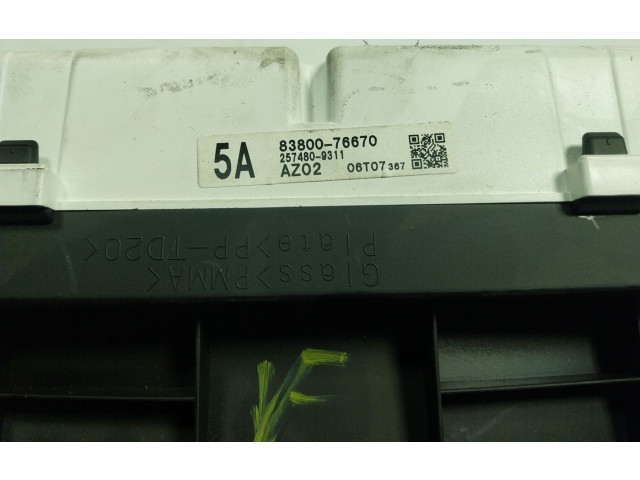 5A
83800-76670
257480-9311
AZ02 06T07 367
Glass>PMMA<
Plate>PP-TD20<